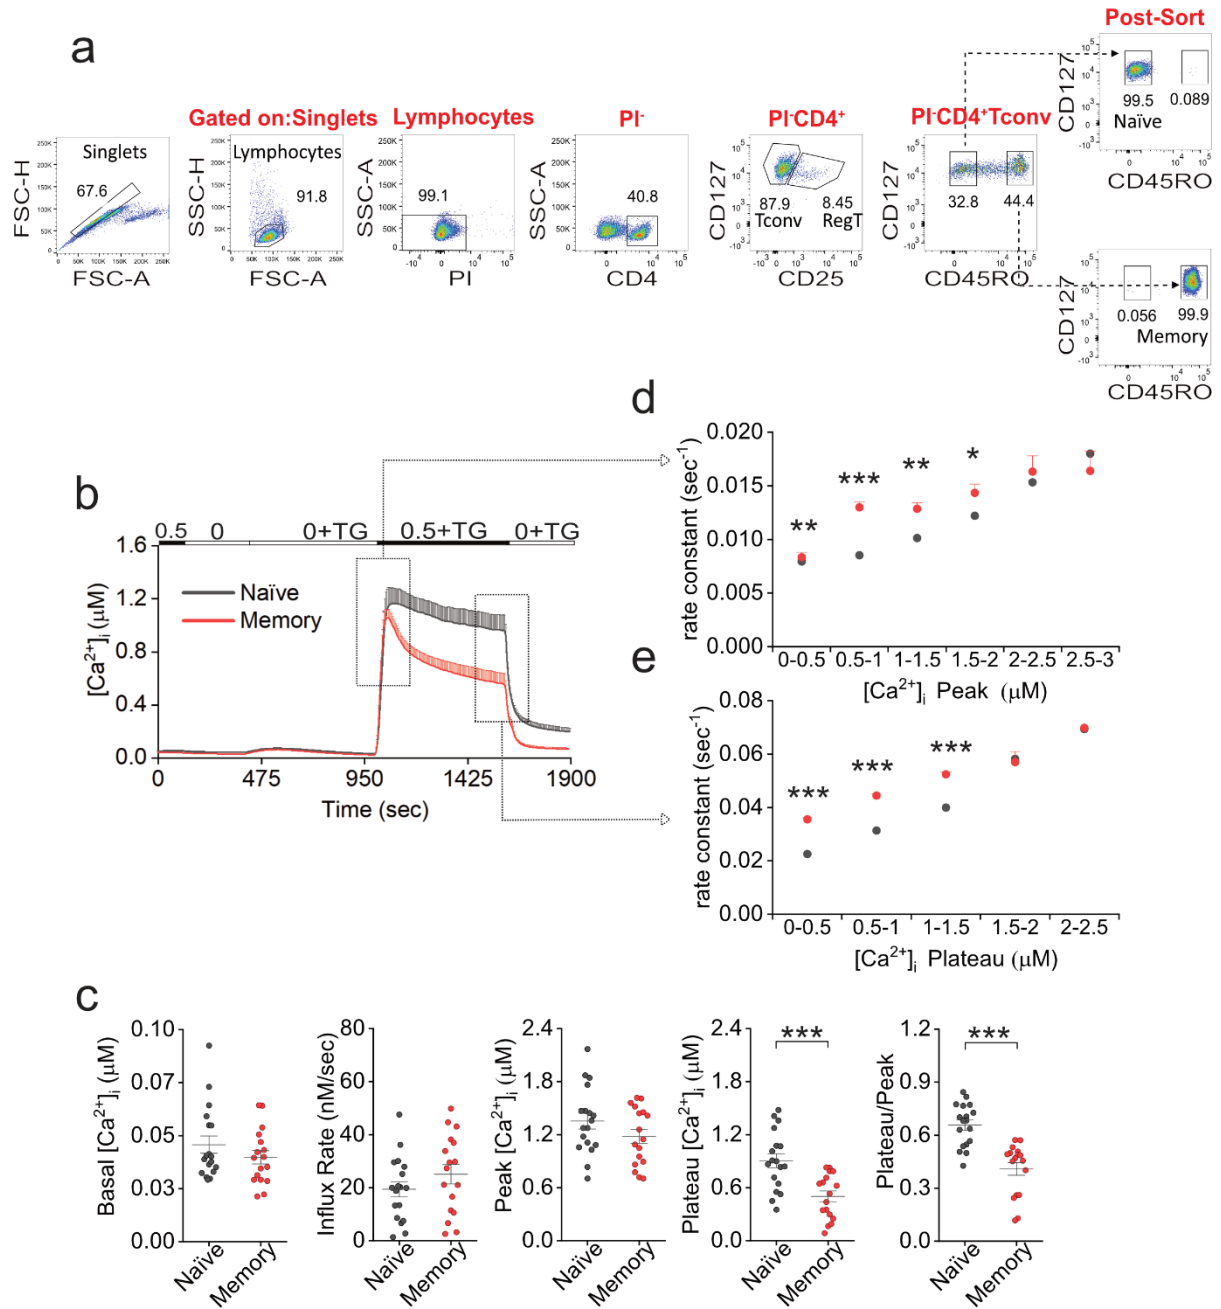 a
Post-Sort
Gated on:Singlets
Lymphocytes
PI-
PI-CD4+
PI-CD4+Tconv
Singlets
67.6
FSC-H
FSC-A
Lymphocytes
91.8
SSC-H
FSC-A
99.1
SSC-A
PI
40.8
SSC-A
CD4
87.9
Tconv
8.45
RegT
CD127
CD25
32.8
44.4
CD127
CD45RO
99.5
0.089
Naïve
CD127
CD45RO
0.056
99.9
Memory
CD127
CD45RO
b
0.5
0
0+TG
0.5+TG
0+TG
Naïve
Memory
[Ca2+]i (μM)
1.6
1.2
0.8
0.4
0.0
0
475
950
1425
1900
Time (sec)
d
rate constant (sec-1)
0.020
0.015
0.010
0.005
0.000
**
***
**
*
0-0.5
0.5-1
1-1.5
1.5-2
2-2.5
2.5-3
[Ca2+]i Peak (μM)
e
rate constant (sec-1)
0.08
0.06
0.04
0.02
0.00
***
***
***
0-0.5
0.5-1
1-1.5
1.5-2
2-2.5
[Ca2+]i Plateau (μM)
c
Basal [Ca2+]i (μM)
0.10
0.07
0.05
0.03
0.00
Naïve
Memory
Influx Rate (nM/sec)
80
60
40
20
0
Naïve
Memory
Peak [Ca2+]i (μM)
2.4
1.8
1.2
0.6
0.0
Naïve
Memory
Plateau [Ca2+]i (μM)
2.4
1.8
1.2
0.6
0.0
***
Naïve
Memory
Plateau/Peak
1.2
0.9
0.6
0.3
0.0
***
Naïve
Memory